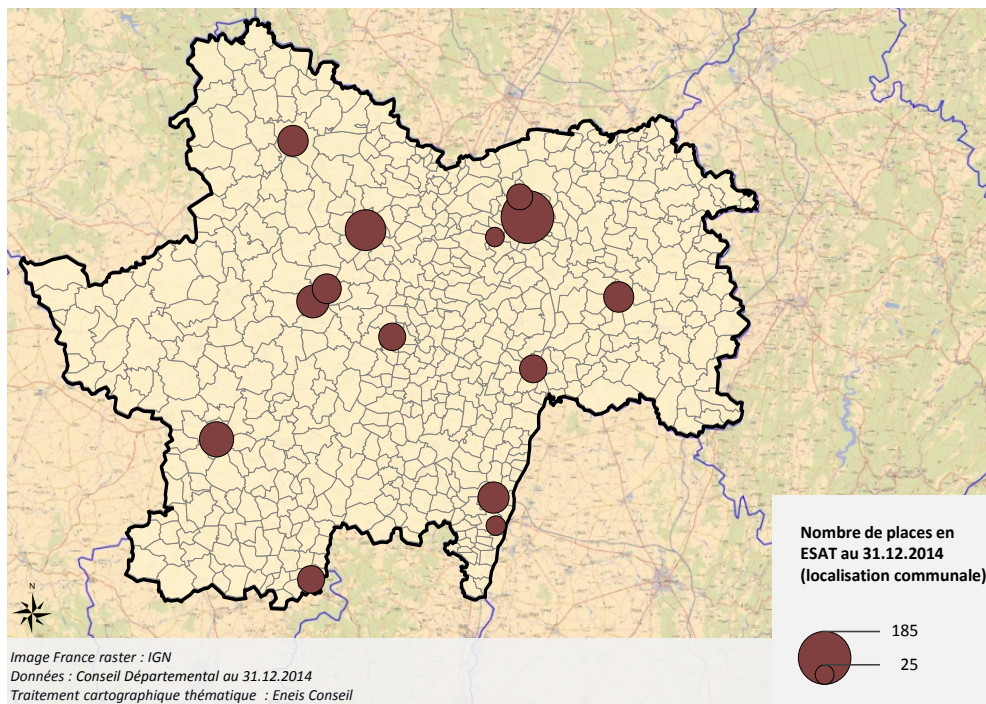 N
Nombre de places en
ESAT au 31.12.2014
(localisation communale)
185
25
Image France raster : IGN
Données : Conseil Départemental au 31.12.2014
Traitement cartographique thématique : Eneis Conseil